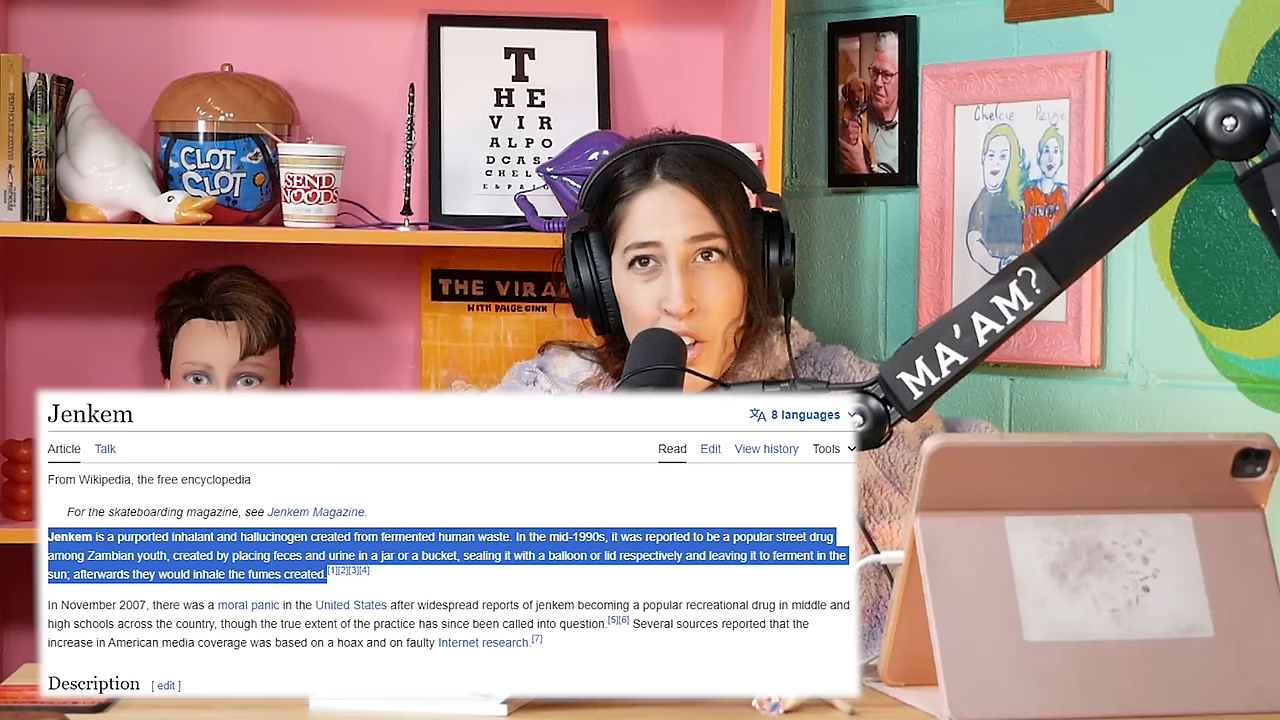 CLOT
CLOT
SEND
NOODS
T
HE
VIR
ALPO
DCAS
CHEL
Chelcie Paige
THE VIRAL
WITH PAIGE GINN
MA'AM?
Jenkem
8 languages
Article Talk Read Edit View history Tools
From Wikipedia, the free encyclopedia
For the skateboarding magazine, see Jenkem Magazine.
Jenkem is a purported inhalant and hallucinogen created from fermented human waste. In the mid-1990s, it was reported to be a popular street drug
among Zambian youth, created by placing feces and urine in a jar or a bucket, sealing it with a balloon or lid respectively and leaving it to ferment in the
sun; afterwards they would inhale the fumes created.[1][2][3][4]
In November 2007, there was a moral panic in the United States after widespread reports of jenkem becoming a popular recreational drug in middle and
high schools across the country, though the true extent of the practice has since been called into question.[5][6] Several sources reported that the
increase in American media coverage was based on a hoax and on faulty Internet research.[7]
Description [ edit ]